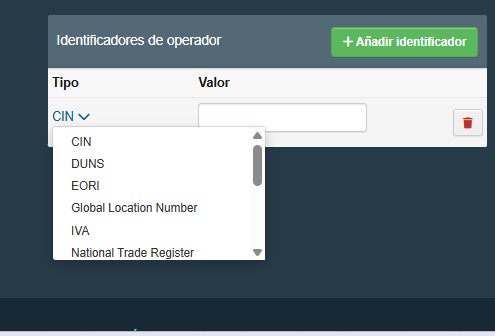 Identificadores de operador
+ Añadir identificador
Tipo Valor
CIN
CIN
DUNS
EORI
Global Location Number
IVA
National Trade Register